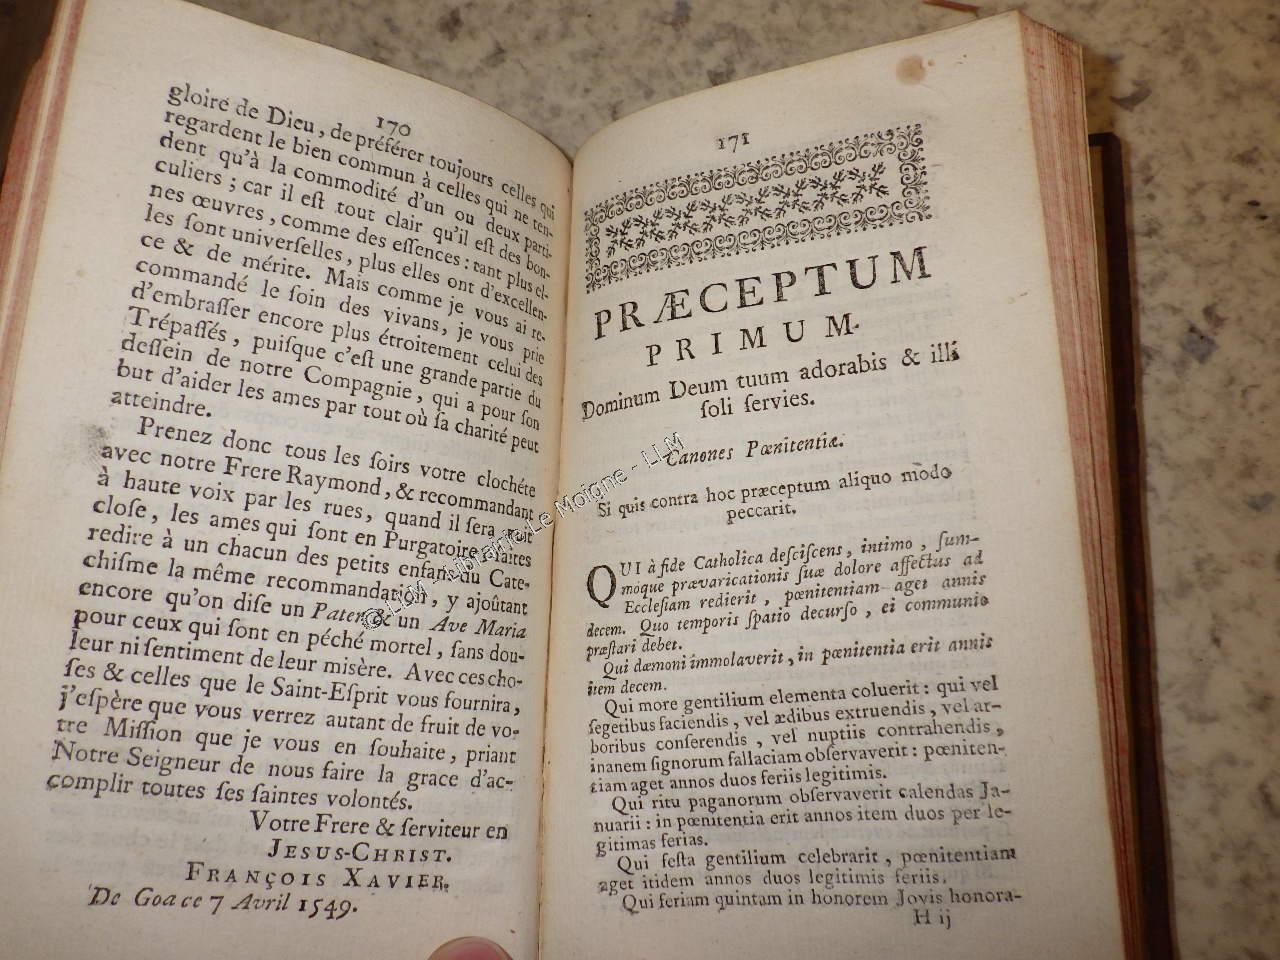 170
gloire de Dieu, de préférer toujours celles qui
regardent le bien commun à celles qui ne ten-
dent qu'à la commodité d'un ou deux parti-
culiers ; car il eſt tout clair qu'il eſt des bon-
nes œuvres, comme des eſſences : tant plus el-
les ſont univerſelles, plus elles ont d'excellen-
ce & de mérite. Mais comme je vous ai re-
commandé le ſoin des vivans, je vous prie
d'embraſſer encore plus étroitement celui des
Trépaſſés, puiſque c'eſt une grande partie du
deſſein de notre Compagnie, qui a pour ſon
but d'aider les ames par tout où ſa charité peut
atteindre.
Prenez donc tous les ſoirs votre clochéte
avec notre Frere Raymond, & recommandant
à haute voix par les rues, quand il ſera nuit
cloſe, les ames qui ſont en Purgatoire faites
redire à un chacun des petits enfans du Cate-
chiſme la même recommandation, y ajoûtant
encore qu'on diſe un Pater & un Ave Maria
pour ceux qui ſont en péché mortel, ſans dou-
leur ni ſentiment de leur misère. Avec ces cho-
ſes & celles que le Saint-Eſprit vous fournira,
j'eſpère que vous verrez autant de fruit de vo-
tre Miſſion que je vous en ſouhaite, priant
Notre Seigneur de nous faire la grace d'ac-
complir toutes ſes ſaintes volontés.
Votre Frere & ſerviteur en
JESUS-CHRIST.
FRANÇOIS XAVIER.
De Goa ce 7 Avril 1549.
171
PRÆCEPTUM
PRIMUM.
Dominum Deum tuum adorabis & illi
ſoli ſervies.
Canones Pœnitentiæ.
Si quis contra hoc præceptum aliquo modo
peccarit.
QUI à fide Catholica deſciſcens, intimo, ſum-
moque prævaricationis ſuæ dolore affectus ad
Eccleſiam redierit, pœnitentiam aget annis
decem. Quo temporis ſpatio decurſo, ei communio
præſtari debet.
Qui dæmoni immolaverit, in pœnitentia erit annis
item decem.
Qui more gentilium elementa coluerit : qui vel
ſegetibus faciendis, vel ædibus extruendis, vel ar-
boribus conferendis, vel nuptiis contrahendis,
inanem ſignorum fallaciam obſervaverit : pœniten-
tiam aget annos duos feriis legitimis.
Qui ritu paganorum obſervaverit calendas Ja-
nuarii : in pœnitentia erit annos item duos per le-
gitimas ferias.
Qui feſta gentilium celebrarit, pœnitentiam
aget itidem annos duos legitimis feriis.
Qui feriam quintam in honorem Jovis honora-
H ij
© LLM - Librairie Le Moigne - LLM